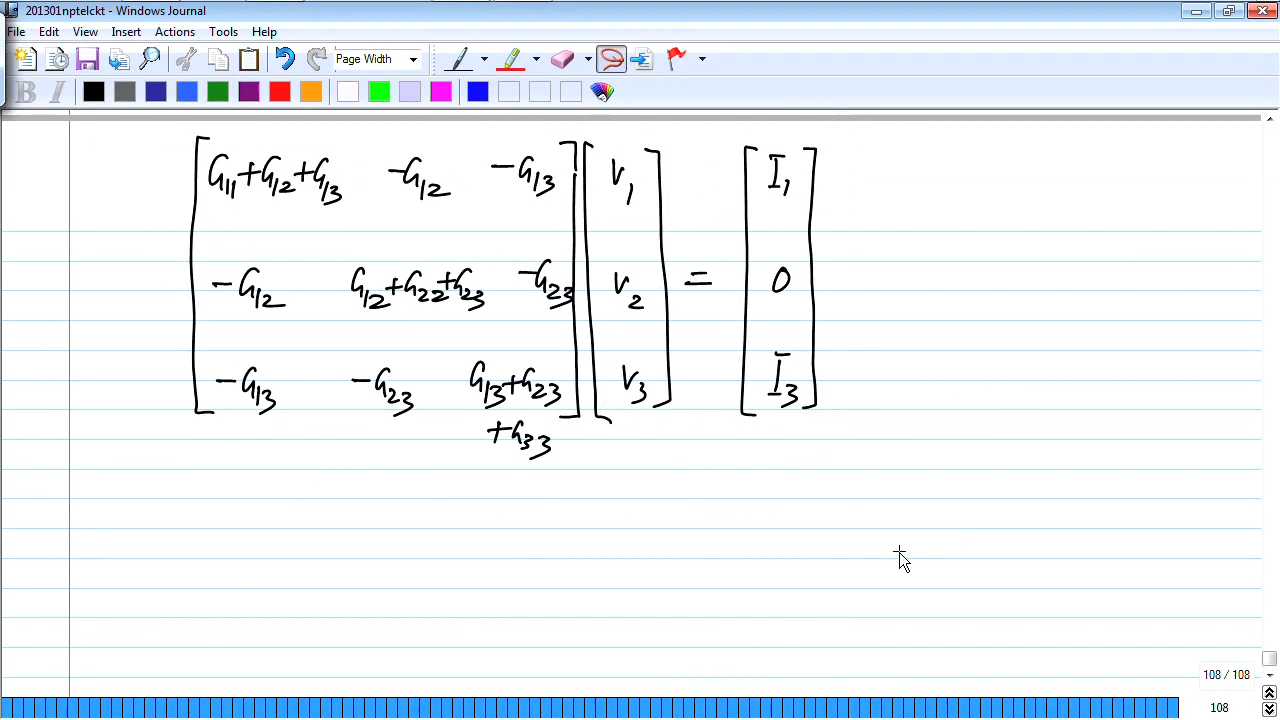 201301nptelckt - Windows Journal
File Edit View Insert Actions Tools Help
Page Width
B I
G11+G12+G13 -G12 -G13 V1 I1
-G12 G12+G22+G23 -G23 V2 = 0
-G13 -G23 G13+G23 V3 I3
+G33
108 / 108
108